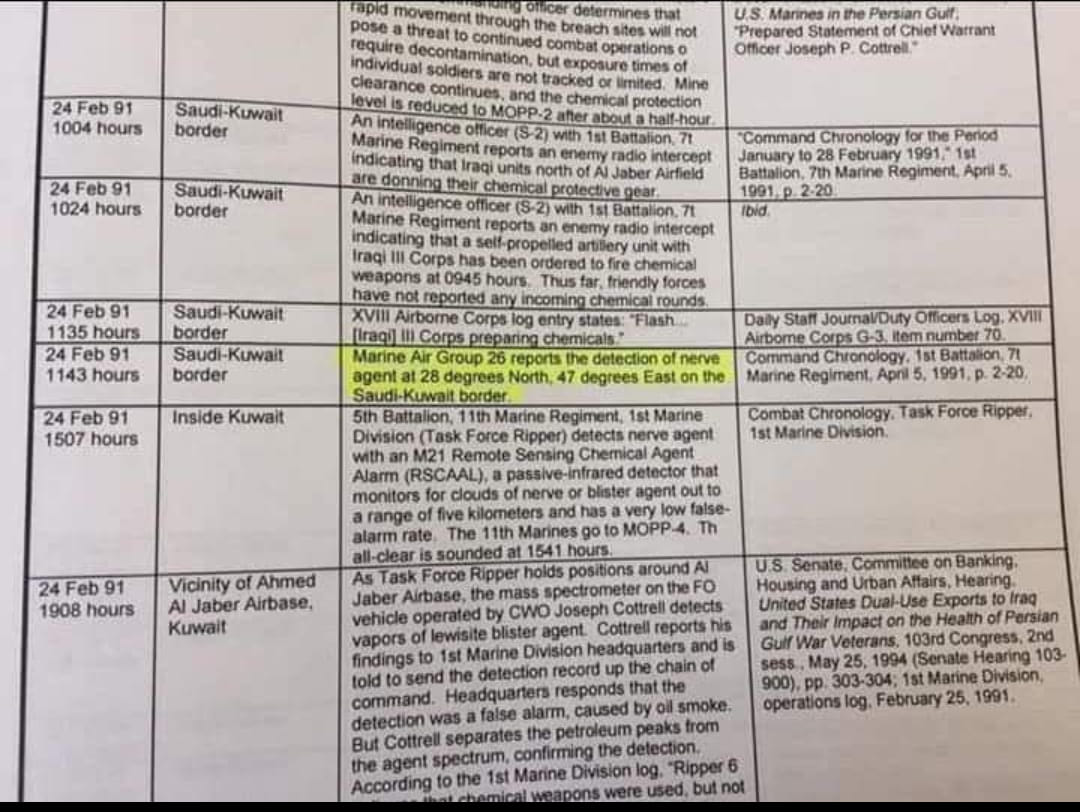 manding officer determines that
rapid movement through the breach sites will not
pose a threat to continued combat operations o
require decontamination, but exposure times of
individual soldiers are not tracked or limited. Mine
clearance continues, and the chemical protection
level is reduced to MOPP-2 after about a half-hour.
U.S. Marines in the Persian Gulf,
"Prepared Statement of Chief Warrant
Officer Joseph P. Cottrell."
24 Feb 91
1004 hours
Saudi-Kuwait
border
An intelligence officer (S-2) with 1st Battalion, 7t
Marine Regiment reports an enemy radio intercept
indicating that Iraqi units north of Al Jaber Airfield
are donning their chemical protective gear.
"Command Chronology for the Period
January to 28 February 1991," 1st
Battalion, 7th Marine Regiment, April 5,
1991, p. 2-20.
24 Feb 91
1024 hours
Saudi-Kuwait
border
An intelligence officer (S-2) with 1st Battalion, 7t
Marine Regiment reports an enemy radio intercept
indicating that a self-propelled artillery unit with
Iraqi III Corps has been ordered to fire chemical
weapons at 0945 hours. Thus far, friendly forces
have not reported any incoming chemical rounds.
Ibid.
24 Feb 91
1135 hours
Saudi-Kuwait
border
XVIII Airborne Corps log entry states: "Flash...
[Iraqi] III Corps preparing chemicals."
Daily Staff Journal/Duty Officers Log, XVIII
Airborne Corps G-3, item number 70.
24 Feb 91
1143 hours
Saudi-Kuwait
border
Marine Air Group 26 reports the detection of nerve
agent at 28 degrees North, 47 degrees East on the
Saudi-Kuwait border.
Command Chronology, 1st Battalion, 7t
Marine Regiment, April 5, 1991, p. 2-20.
24 Feb 91
1507 hours
Inside Kuwait
5th Battalion, 11th Marine Regiment, 1st Marine
Division (Task Force Ripper) detects nerve agent
with an M21 Remote Sensing Chemical Agent
Alarm (RSCAAL), a passive-infrared detector that
monitors for clouds of nerve or blister agent out to
a range of five kilometers and has a very low false-
alarm rate. The 11th Marines go to MOPP-4. Th
all-clear is sounded at 1541 hours.
Combat Chronology, Task Force Ripper,
1st Marine Division.
24 Feb 91
1908 hours
Vicinity of Ahmed
Al Jaber Airbase,
Kuwait
As Task Force Ripper holds positions around Al
Jaber Airbase, the mass spectrometer on the FO
vehicle operated by CWO Joseph Cottrell detects
vapors of lewisite blister agent. Cottrell reports his
findings to 1st Marine Division headquarters and is
told to send the detection record up the chain of
command. Headquarters responds that the
detection was a false alarm, caused by oil smoke.
But Cottrell separates the petroleum peaks from
the agent spectrum, confirming the detection.
According to the 1st Marine Division log, "Ripper 6
that chemical weapons were used, but not
U.S. Senate, Committee on Banking,
Housing and Urban Affairs, Hearing,
United States Dual-Use Exports to Iraq
and Their Impact on the Health of Persian
Gulf War Veterans, 103rd Congress, 2nd
sess., May 25, 1994 (Senate Hearing 103-
900), pp. 303-304; 1st Marine Division,
operations log, February 25, 1991.